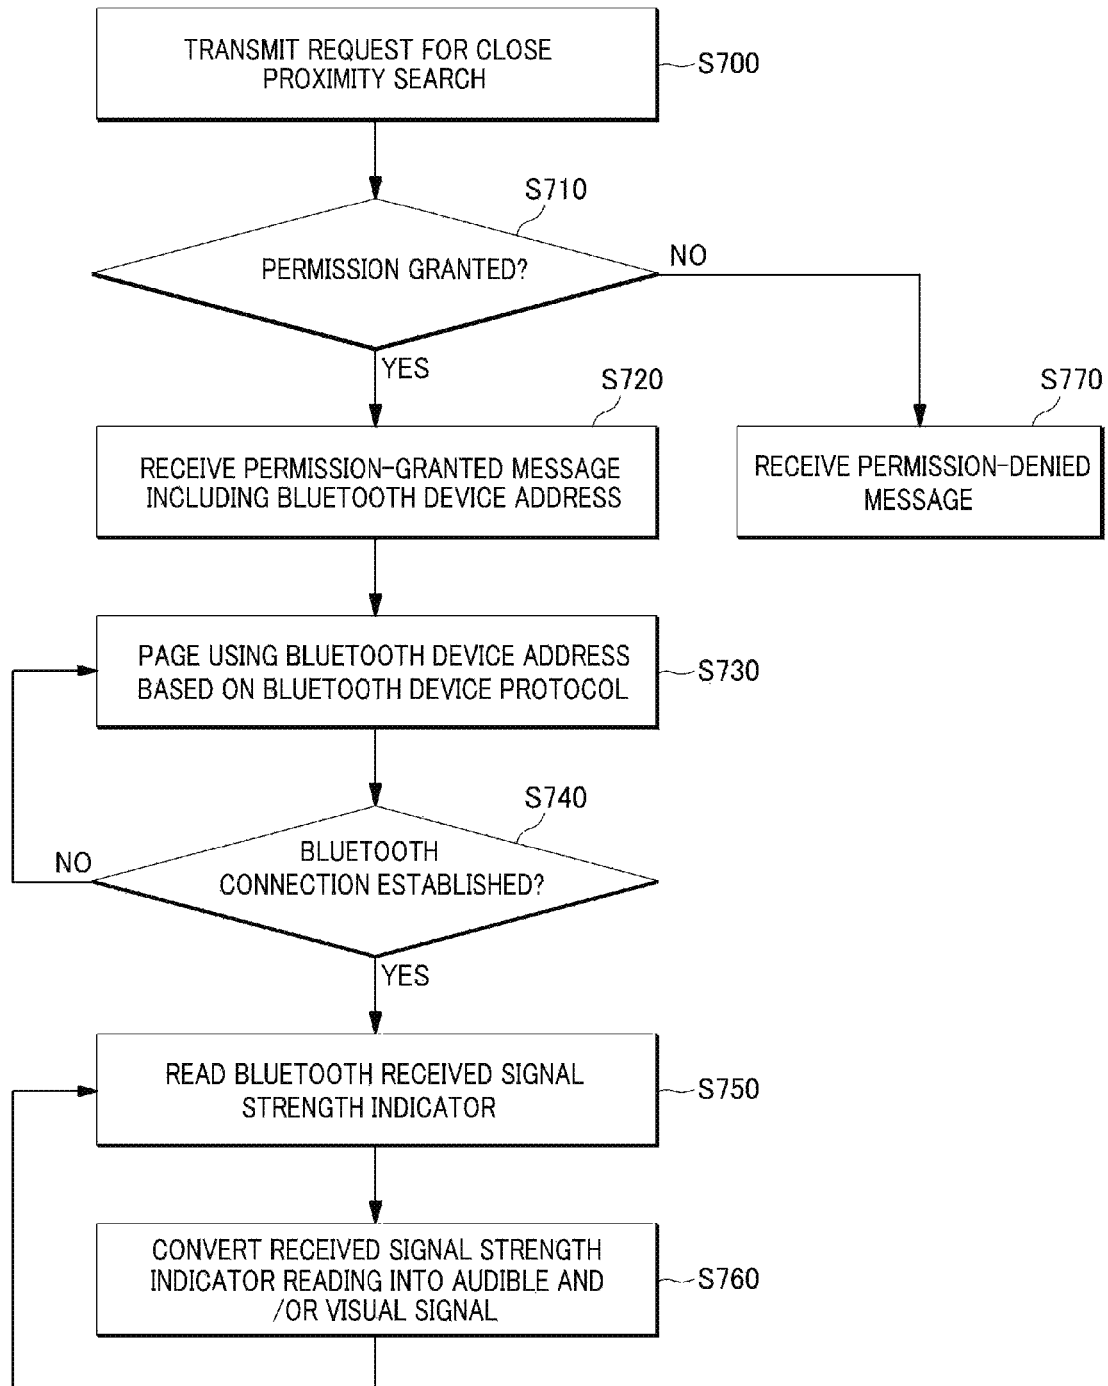 TRANSMIT REQUEST FOR CLOSE
PROXIMITY SEARCH
S700
S710
PERMISSION GRANTED?
NO
YES
S720
S770
RECEIVE PERMISSION-GRANTED MESSAGE
INCLUDING BLUETOOTH DEVICE ADDRESS
RECEIVE PERMISSION-DENIED
MESSAGE
PAGE USING BLUETOOTH DEVICE ADDRESS
BASED ON BLUETOOTH DEVICE PROTOCOL
S730
S740
BLUETOOTH
CONNECTION ESTABLISHED?
NO
YES
READ BLUETOOTH RECEIVED SIGNAL
STRENGTH INDICATOR
S750
CONVERT RECEIVED SIGNAL STRENGTH
INDICATOR READING INTO AUDIBLE AND
/OR VISUAL SIGNAL
S760